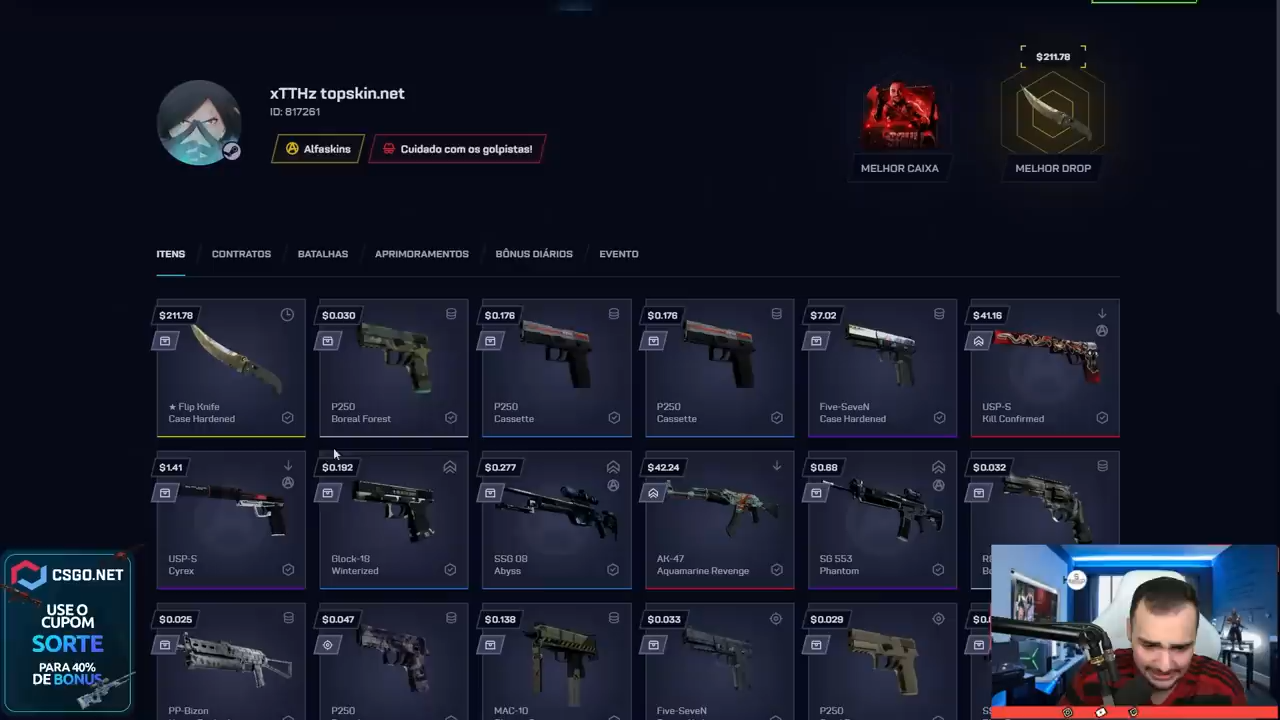 $211.78
xTTHz topskin.net
ID: 817261
Alfaskins
Cuidado com os golpistas!
MELHOR CAIXA
MELHOR DROP
ITENS
CONTRATOS
BATALHAS
APRIMORAMENTOS
BÔNUS DIÁRIOS
EVENTO
$211.78
★ Flip Knife
Case Hardened
$0.030
P250
Boreal Forest
$0.176
P250
Cassette
$0.176
P250
Cassette
$7.02
Five-SeveN
Case Hardened
$41.16
USP-S
Kill Confirmed
$1.41
USP-S
Cyrex
$0.192
Glock-18
Winterized
$0.277
SSG 08
Abyss
$42.24
AK-47
Aquamarine Revenge
$0.68
SG 553
Phantom
$0.032
$0.025
PP-Bizon
$0.047
P250
$0.138
MAC-10
$0.033
Five-SeveN
$0.029
P250
CSGO.NET
USE O
CUPOM
SORTE
PARA 40%
DE BONUS